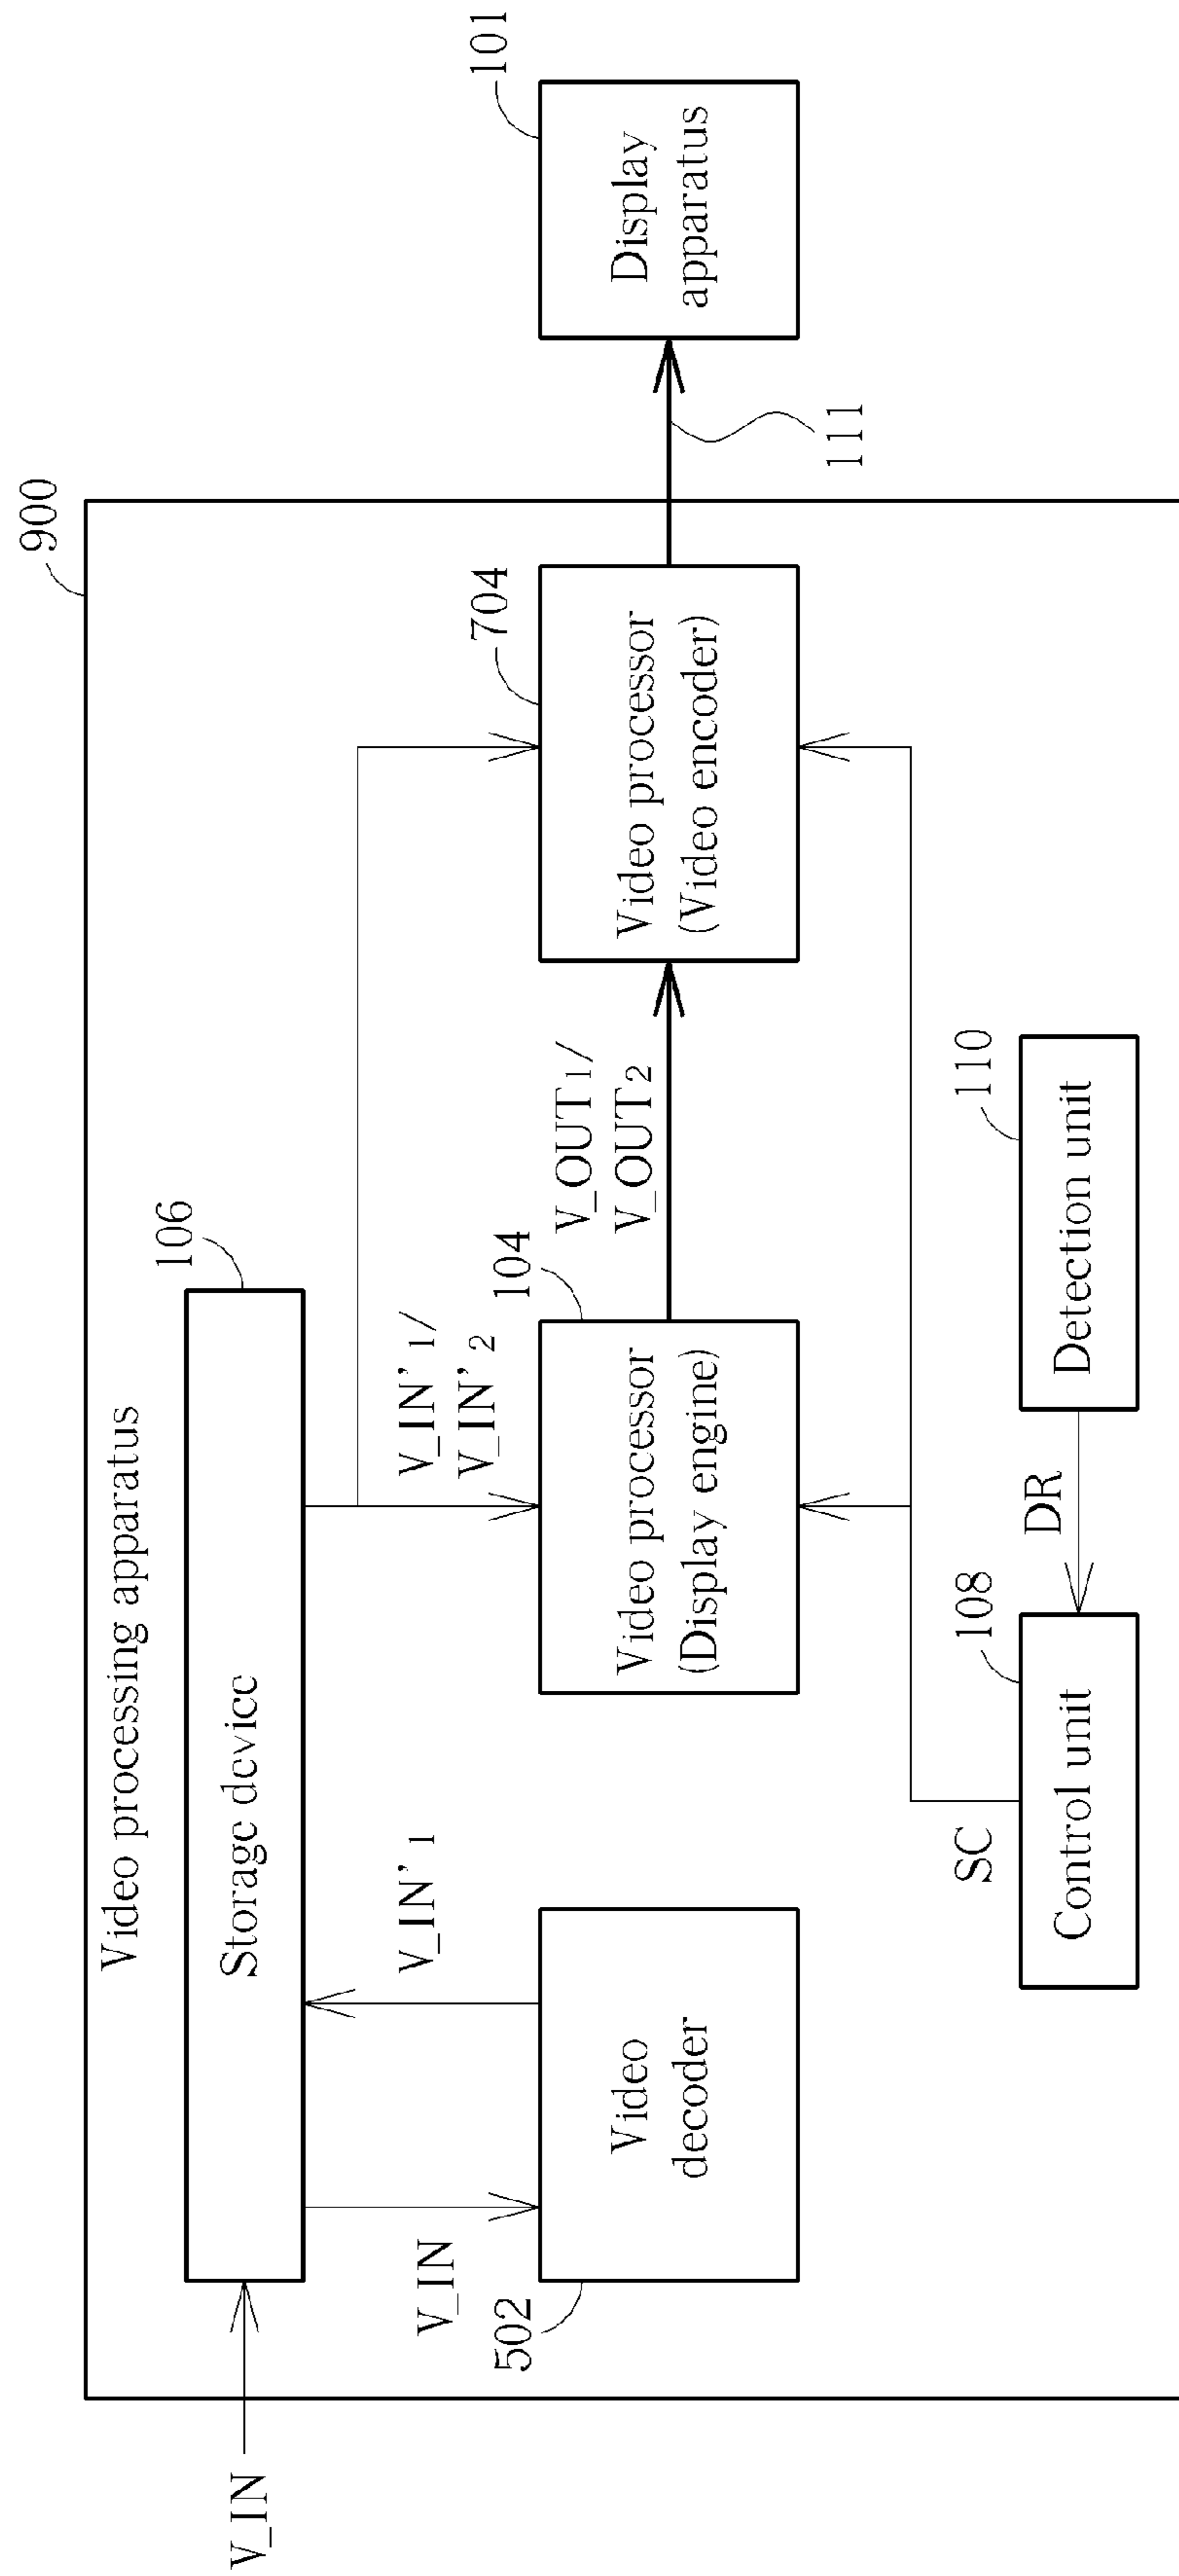 900
Video processing apparatus
V_IN
Storage device
106
V_IN
V_IN'1
V_IN'1/
V_IN'2
502
Video
decoder
104
Video processor
(Display engine)
V_OUT1/
V_OUT2
704
Video processor
(Video encoder)
111
101
Display
apparatus
SC
108
Control unit
DR
110
Detection unit